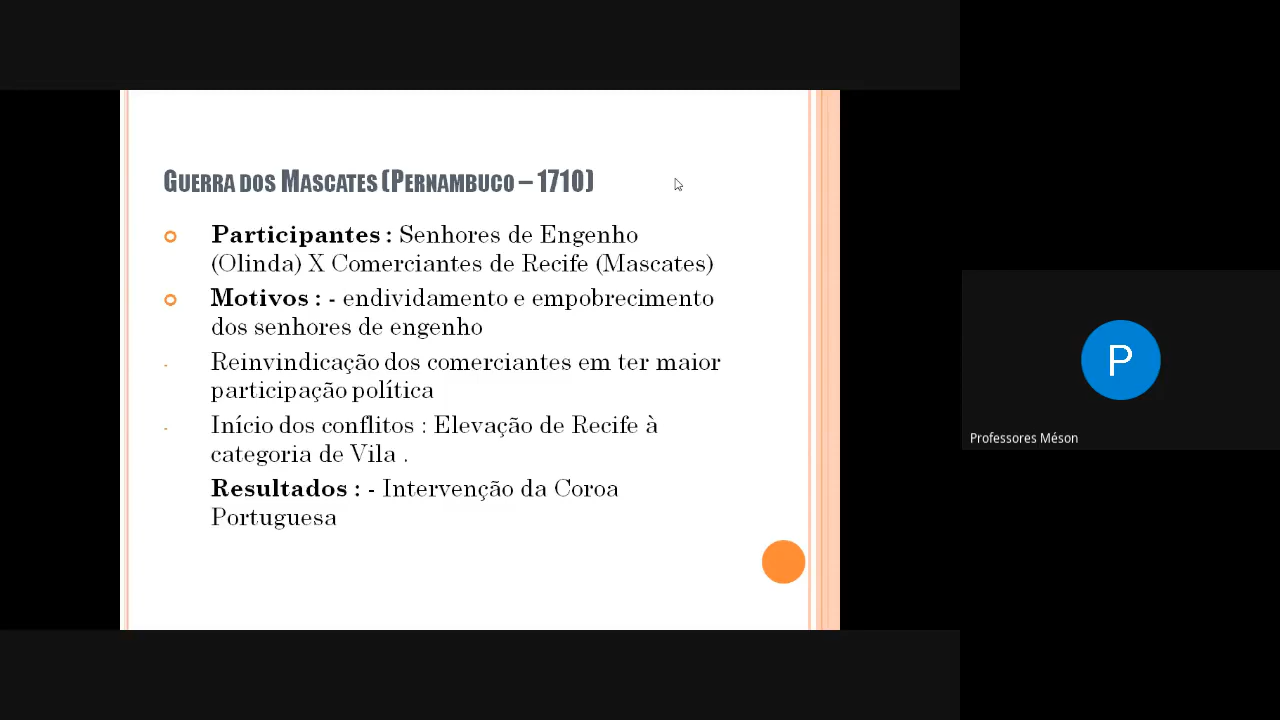 GUERRA DOS MASCATES (PERNAMBUCO – 1710)
Participantes : Senhores de Engenho
(Olinda) X Comerciantes de Recife (Mascates)
Motivos : - endividamento e empobrecimento
dos senhores de engenho
- Reinvindicação dos comerciantes em ter maior
participação política
- Início dos conflitos : Elevação de Recife à
categoria de Vila .
Resultados : - Intervenção da Coroa
Portuguesa
P
Professores Méson